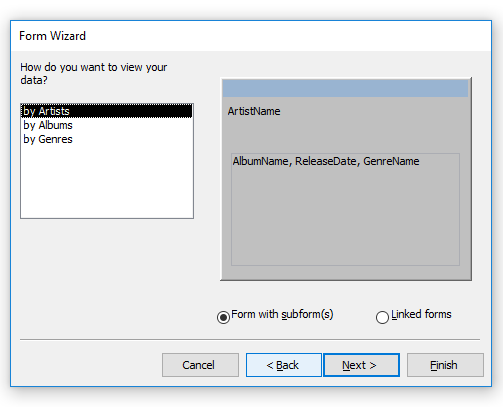 Form Wizard
How do you want to view your
data?
by Artists
by Albums
by Genres
ArtistName
AlbumName, ReleaseDate, GenreName
Form with subform(s)
Linked forms
Cancel
< Back
Next >
Finish